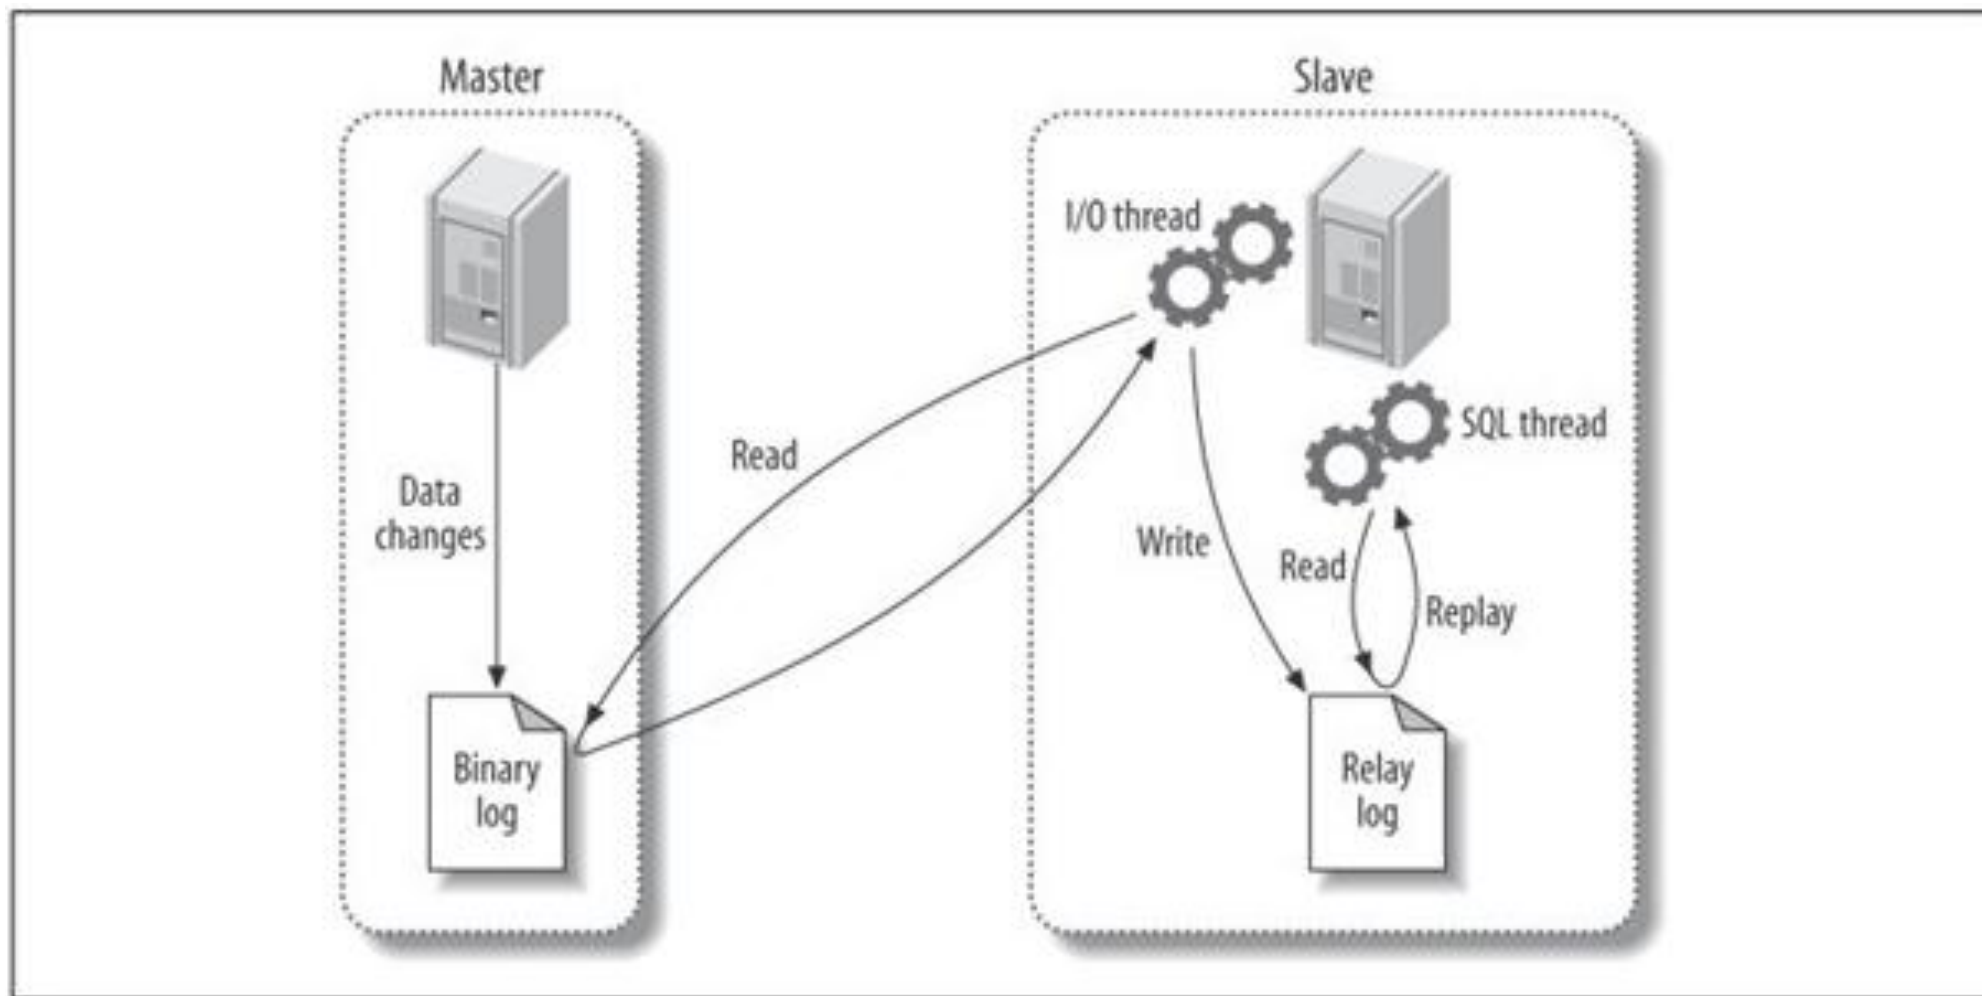 Master
Slave
I/O thread
SQL thread
Read
Data
changes
Write
Read
Replay
Binary
log
Relay
log